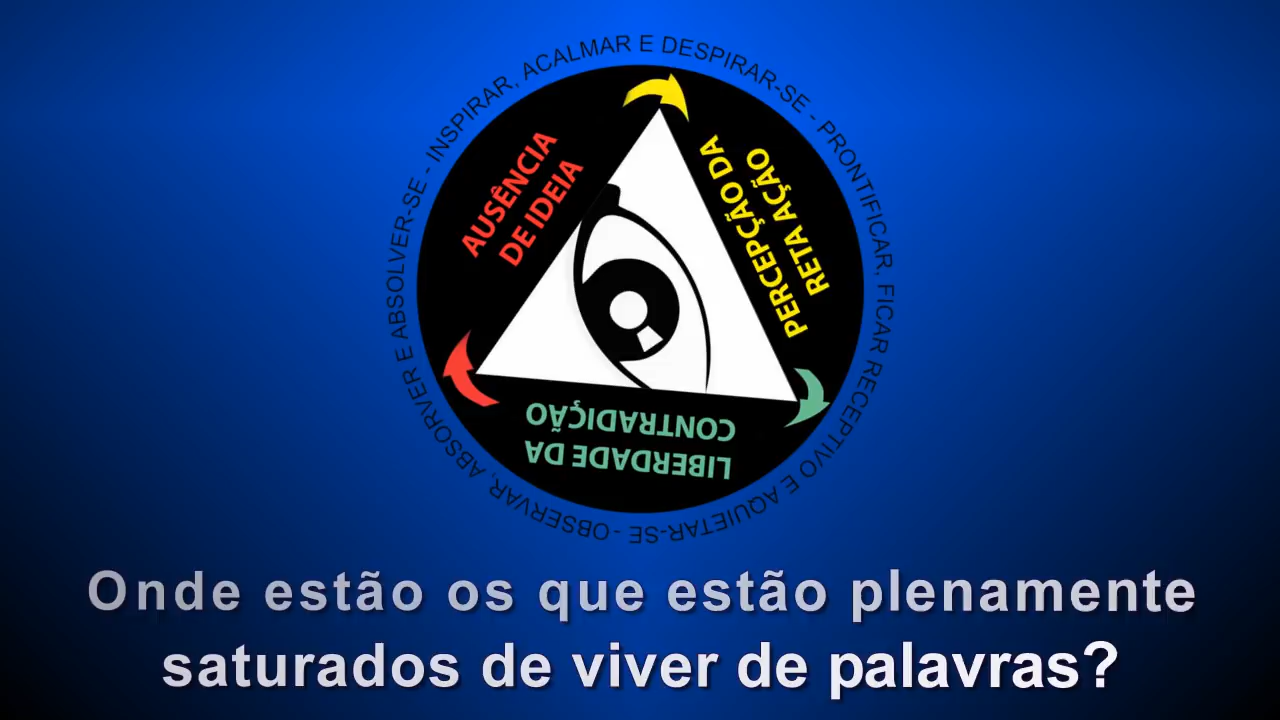 INSPIRAR, ACALMAR E DESPIRAR-SE - PRONTIFICAR, FICAR RECEPTIVO E AQUIETAR-SE - OBSERVAR, ABSORVER E ABSOLVER-SE -
AUSÊNCIA
DE IDEIA
PERCEPÇÃO DA
RETA AÇÃO
LIBERDADE DA
CONTRADIÇÃO
Onde estão os que estão plenamente
saturados de viver de palavras?